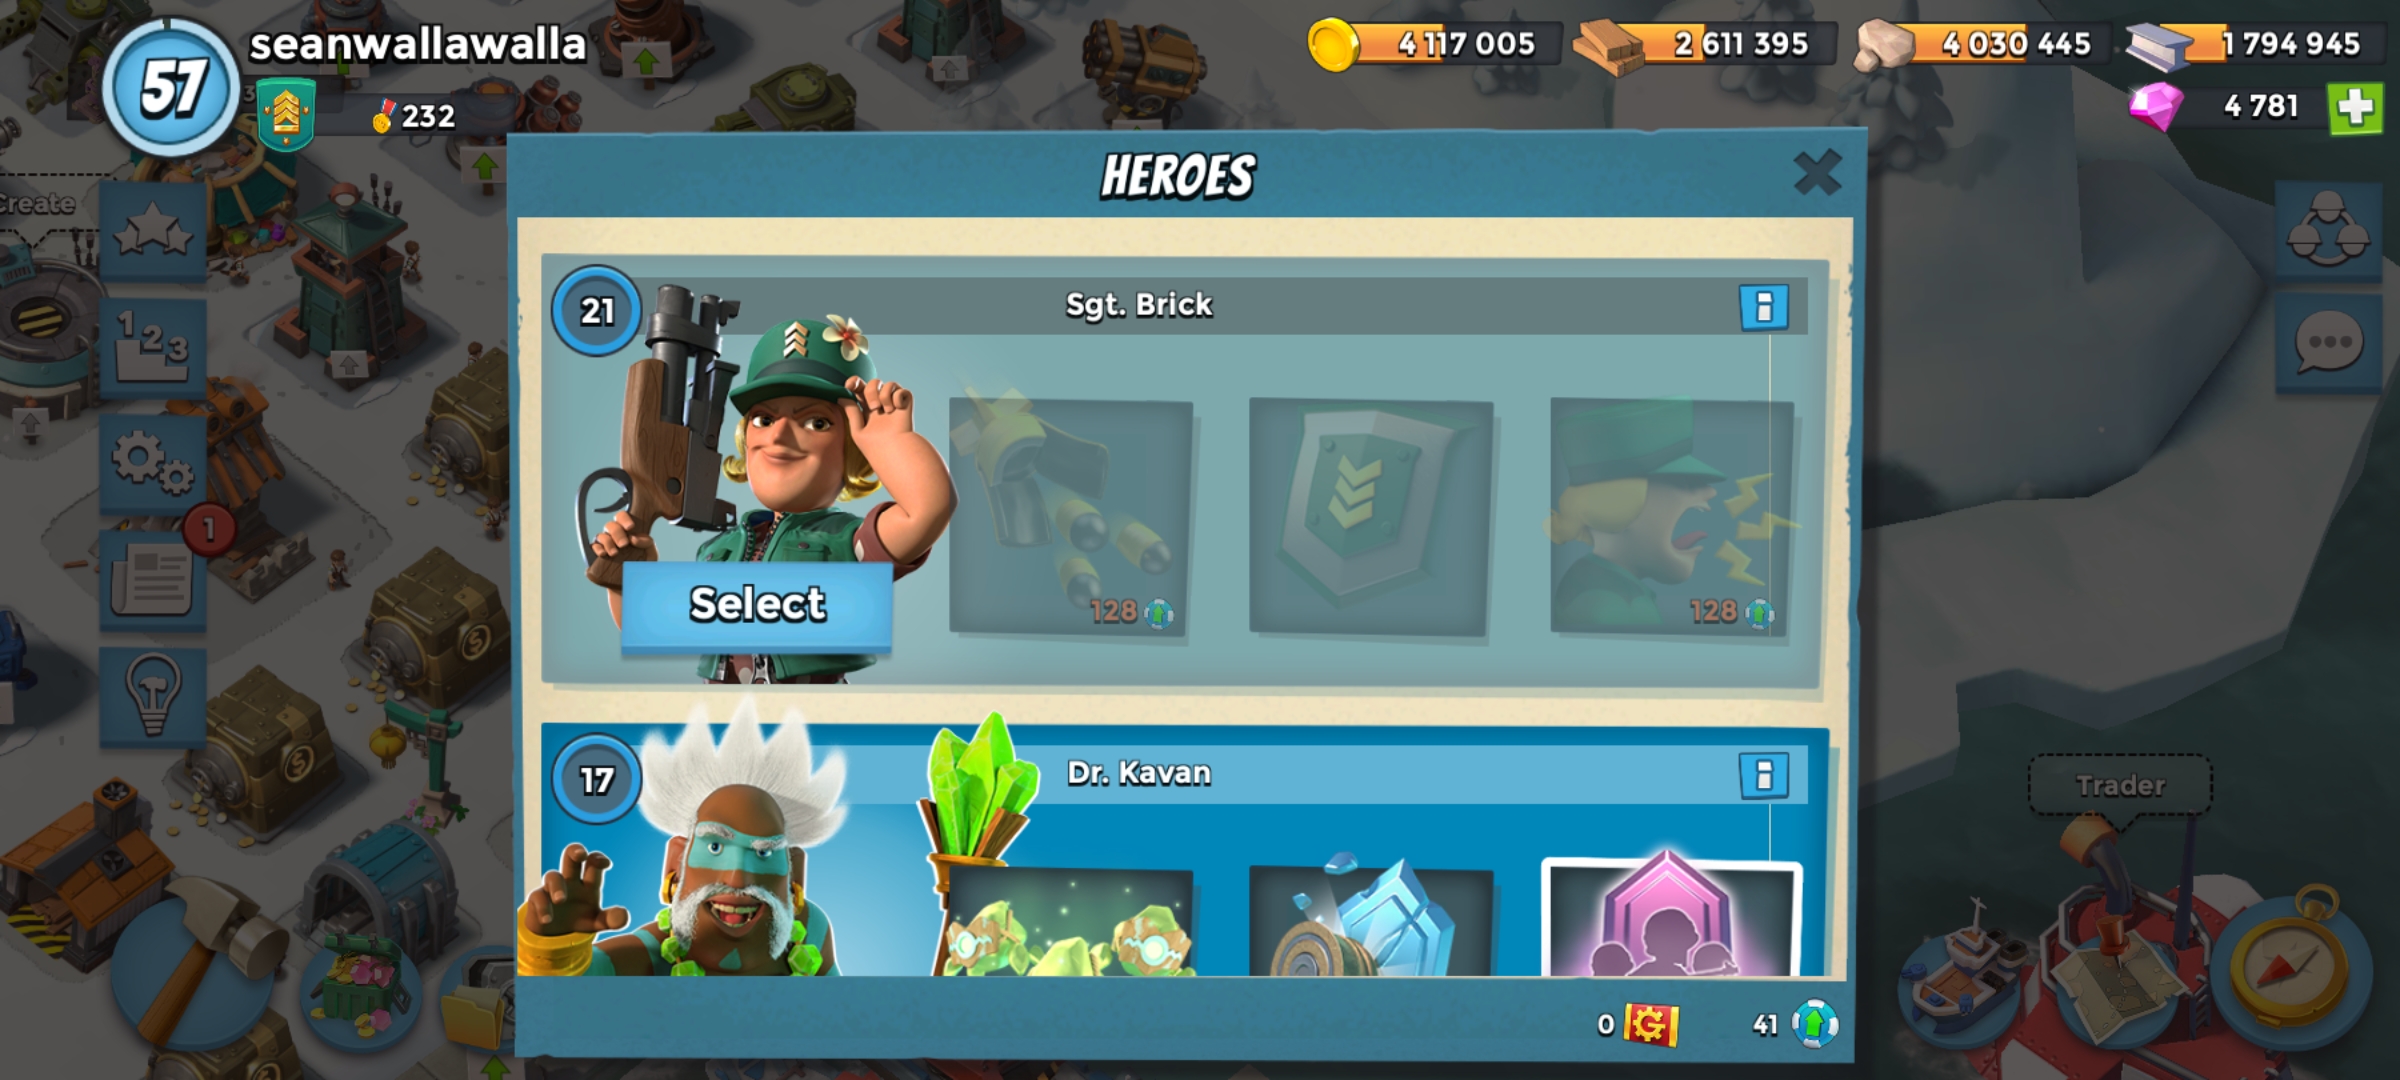 57
seanwallawalla
232
4 117 005
2 611 395
4 030 445
1 794 945
4 781
Create
HEROES
21
Sgt. Brick
128
128
Select
123
1
17
Dr. Kavan
Trader
0
41